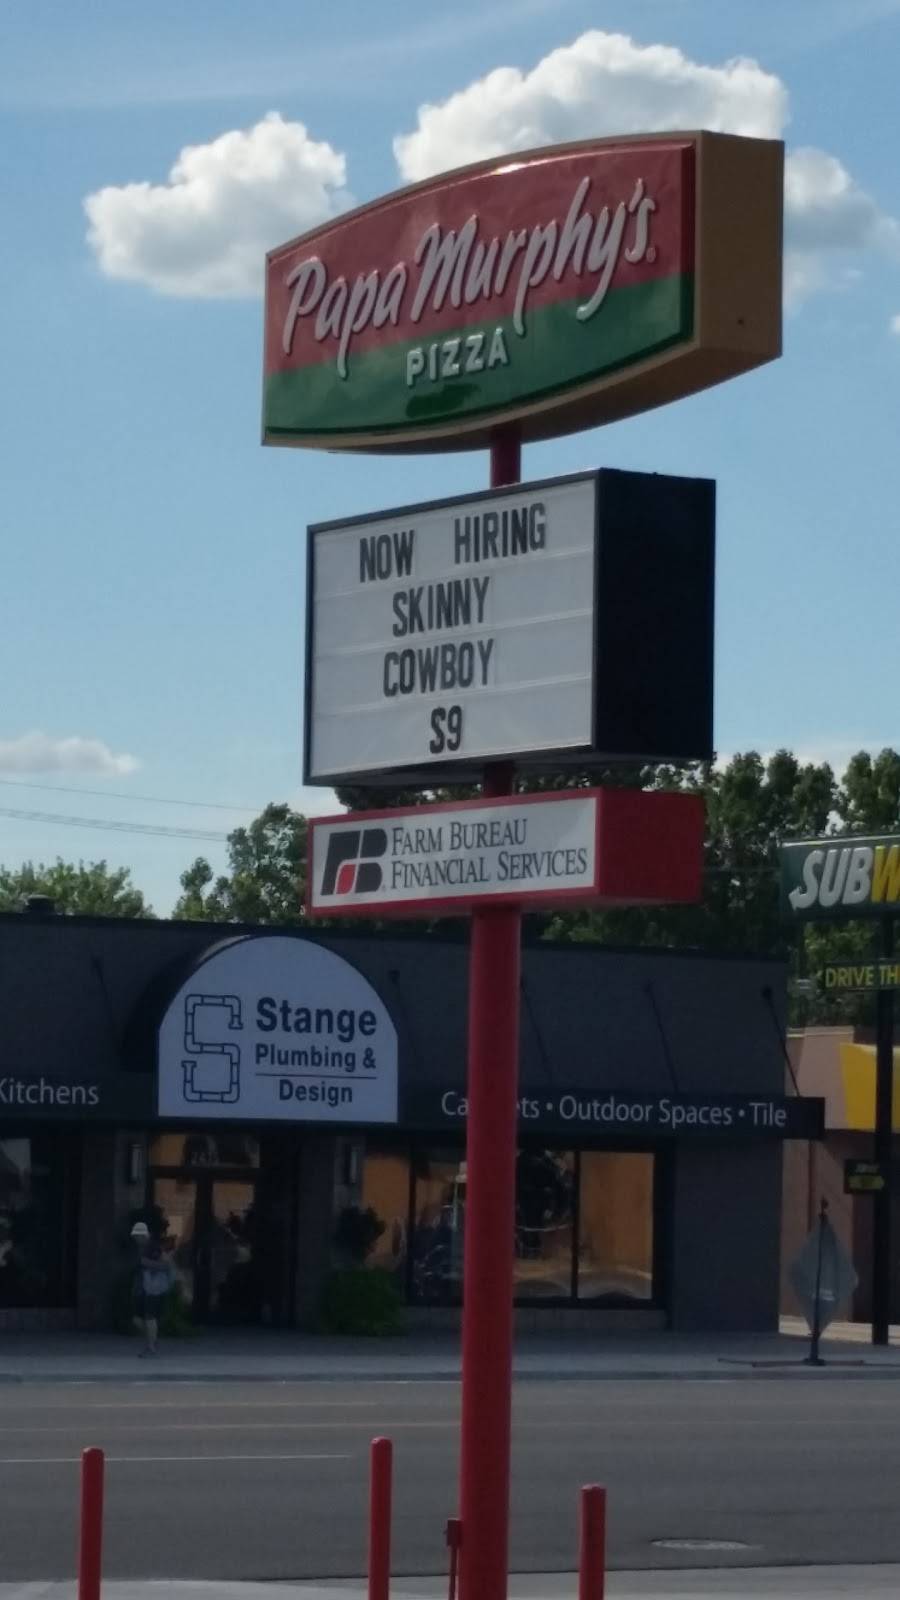 Papa Murphy's
PIZZA
NOW HIRING
SKINNY
COWBOY
S9
FARM BUREAU
FINANCIAL SERVICES
SUBW
DRIVE TH
Stange
Plumbing &
Design
Kitchens
Outdoor Spaces • Tile